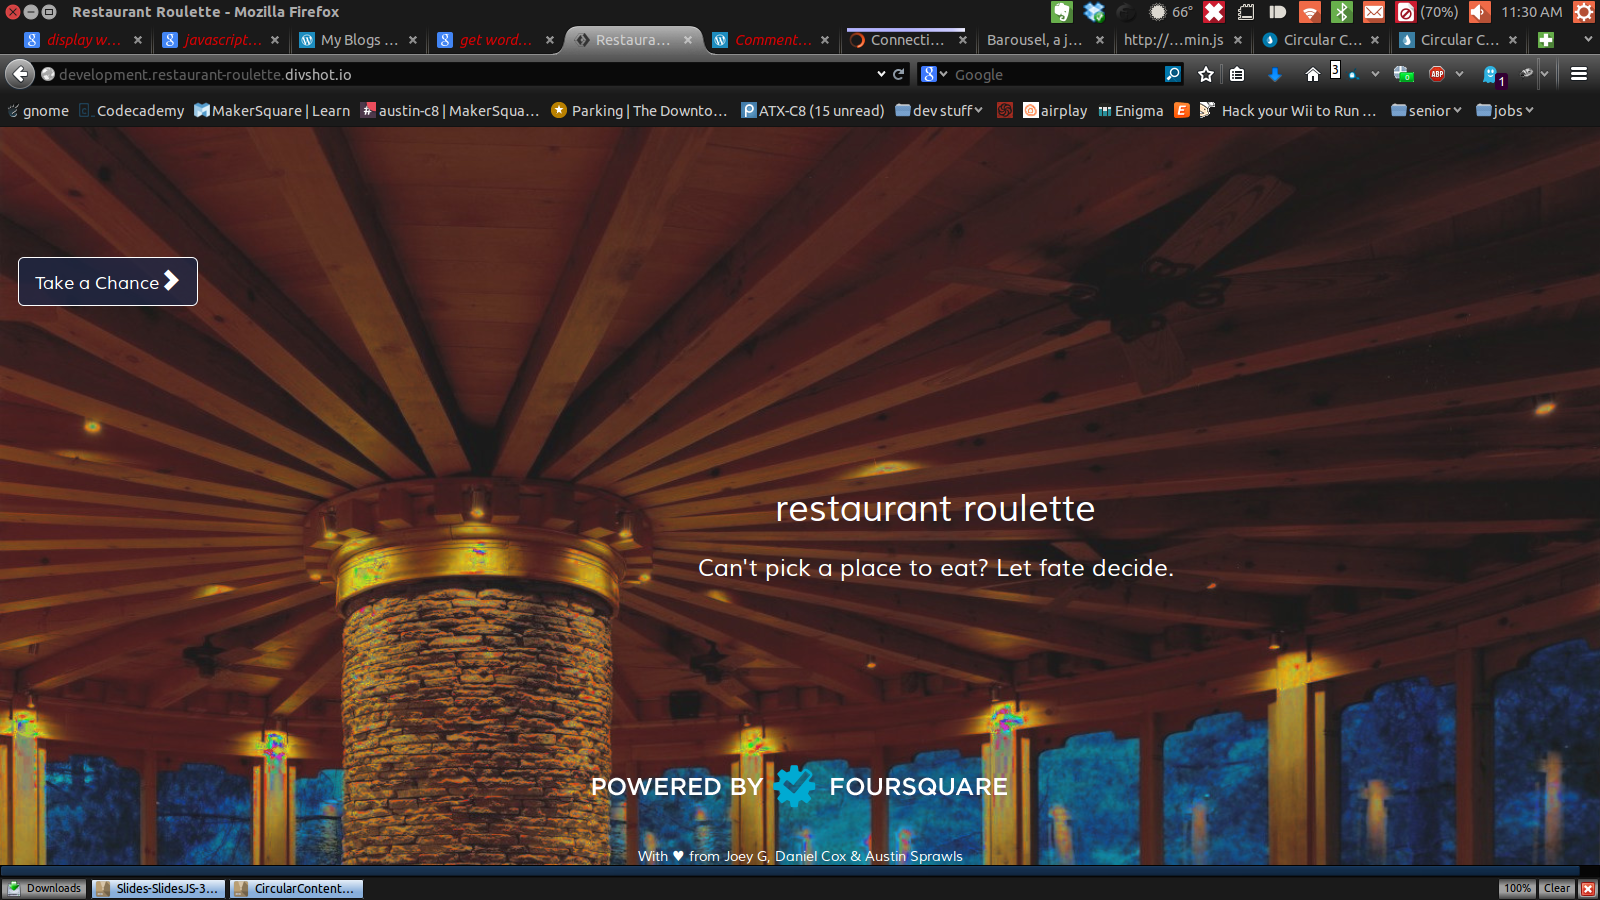 Restaurant Roulette - Mozilla Firefox
66° (70%) 11:30 AM
display w... javascript... My Blogs ... get word... Restaura... Comment... Connecti... Barousel, a j... http://...min.js Circular C... Circular C...
development.restaurant-roulette.divshot.io Google 3 0 ABP 1
gnome Codecademy MakerSquare | Learn austin-c8 | MakerSqua... Parking | The Downto... ATX-C8 (15 unread) dev stuff airplay Enigma Hack your Wii to Run ... senior jobs
Take a Chance
restaurant roulette
Can't pick a place to eat? Let fate decide.
POWERED BY FOURSQUARE
With ♥ from Joey G, Daniel Cox & Austin Sprawls
Downloads Slides-SlidesJS-3... CircularContent... 100% Clear